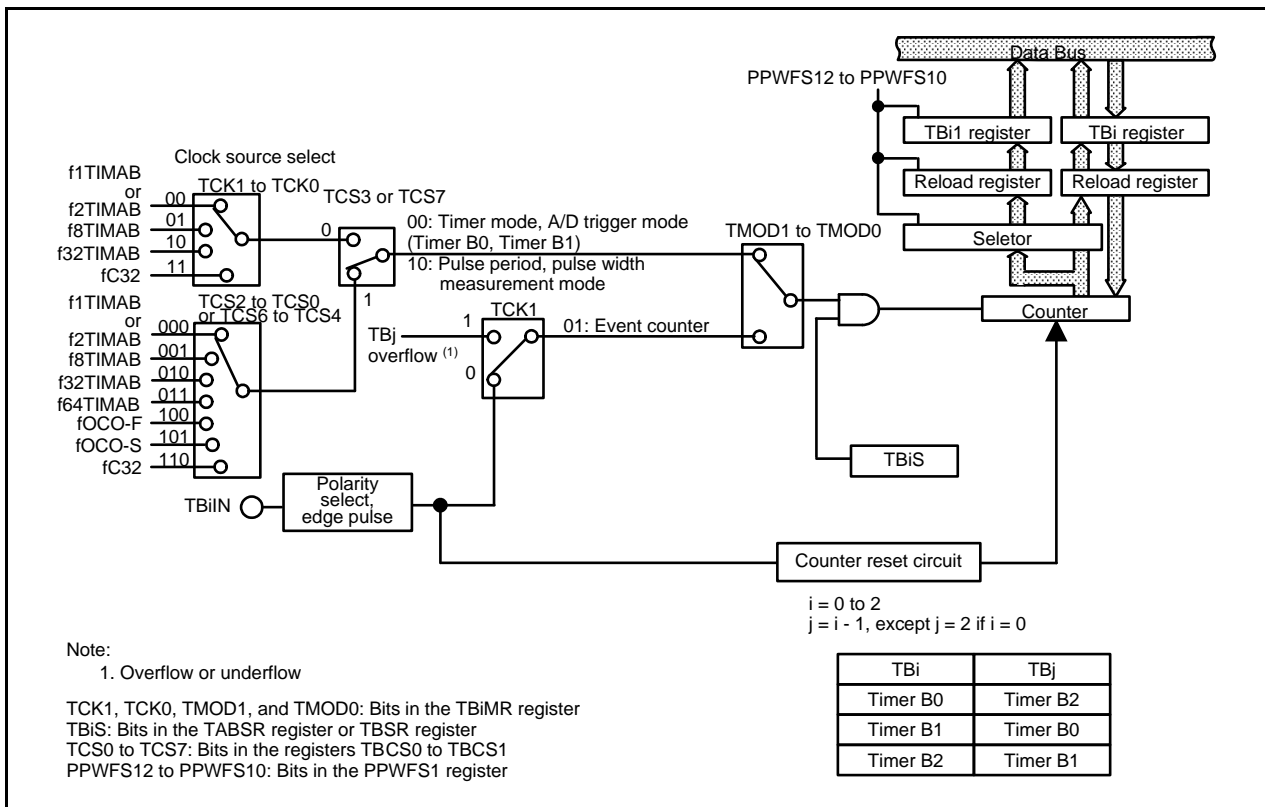 Data Bus
PPWFS12 to PPWFS10
TBi1 register
TBi register
Reload register
Reload register
Seletor
Counter
Clock source select
f1TIMAB
or
f2TIMAB
f8TIMAB
f32TIMAB
fC32
00
01
10
11
TCK1 to TCK0
TCS3 or TCS7
0
1
00: Timer mode, A/D trigger mode
(Timer B0, Timer B1)
10: Pulse period, pulse width
measurement mode
TMOD1 to TMOD0
f1TIMAB
or
f2TIMAB
f8TIMAB
f32TIMAB
f64TIMAB
fOCO-F
fOCO-S
fC32
000
001
010
011
100
101
110
TCS2 to TCS0
or TCS6 to TCS4
TCK1
TBj
overflow (1)
1
0
01: Event counter
TBiS
TBiIN
Polarity
select,
edge pulse
Counter reset circuit
i = 0 to 2
j = i - 1, except j = 2 if i = 0
Note:
1. Overflow or underflow
TCK1, TCK0, TMOD1, and TMOD0: Bits in the TBiMR register
TBiS: Bits in the TABSR register or TBSR register
TCS0 to TCS7: Bits in the registers TBCS0 to TBCS1
PPWFS12 to PPWFS10: Bits in the PPWFS1 register
TBi TBj
Timer B0 Timer B2
Timer B1 Timer B0
Timer B2 Timer B1